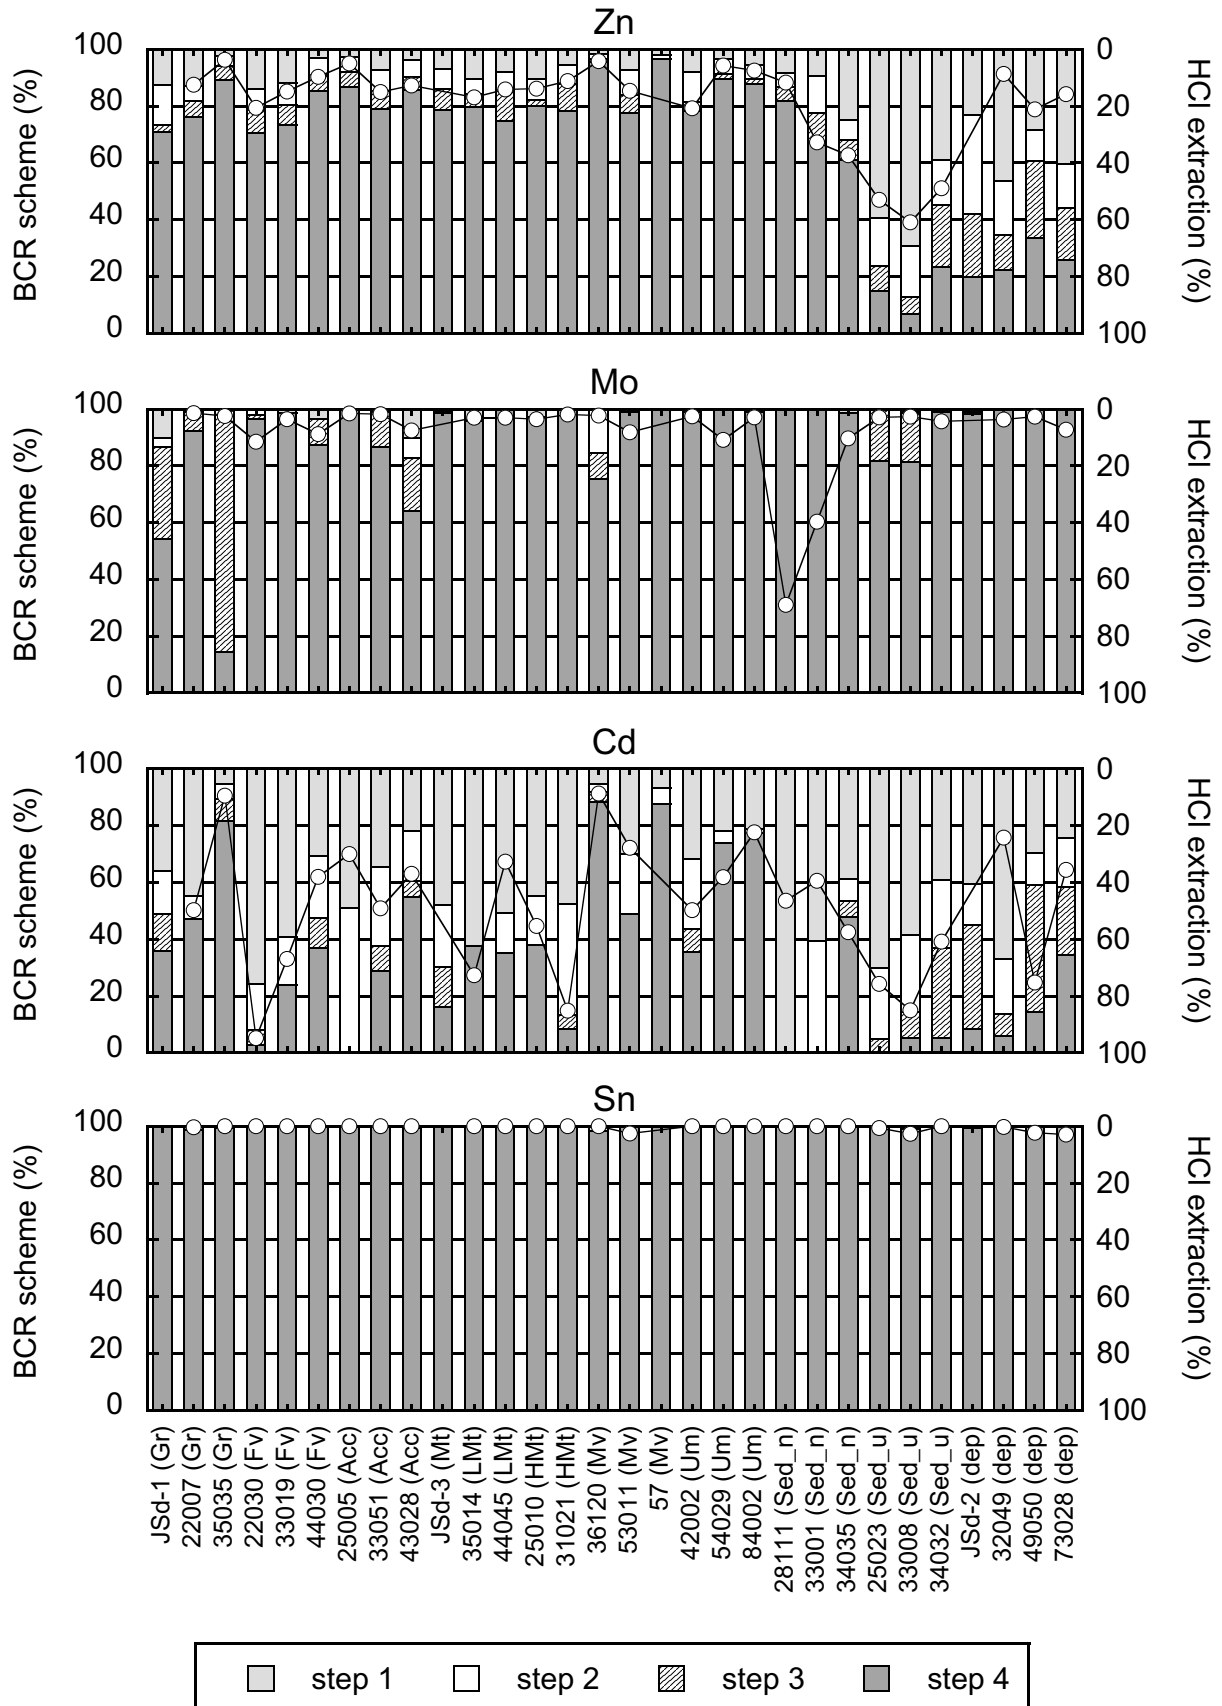 Zn
BCR scheme (%)
100
80
60
40
20
0
0
20
40
60
80
100
HCl extraction (%)
Mo
BCR scheme (%)
100
80
60
40
20
0
0
20
40
60
80
100
HCl extraction (%)
Cd
BCR scheme (%)
100
80
60
40
20
0
0
20
40
60
80
100
HCl extraction (%)
Sn
BCR scheme (%)
100
80
60
40
20
0
0
20
40
60
80
100
HCl extraction (%)
JSd-1 (Gr)
22007 (Gr)
35035 (Gr)
22030 (Fv)
33019 (Fv)
44030 (Fv)
25005 (Acc)
33051 (Acc)
43028 (Acc)
JSd-3 (Mt)
35014 (LMt)
44045 (LMt)
25010 (HMt)
31021 (HMt)
36120 (Mv)
53011 (Mv)
57 (Mv)
42002 (Um)
54029 (Um)
84002 (Um)
28111 (Sed_n)
33001 (Sed_n)
34035 (Sed_n)
25023 (Sed_u)
33008 (Sed_u)
34032 (Sed_u)
JSd-2 (dep)
32049 (dep)
49050 (dep)
73028 (dep)
step 1 step 2 step 3 step 4